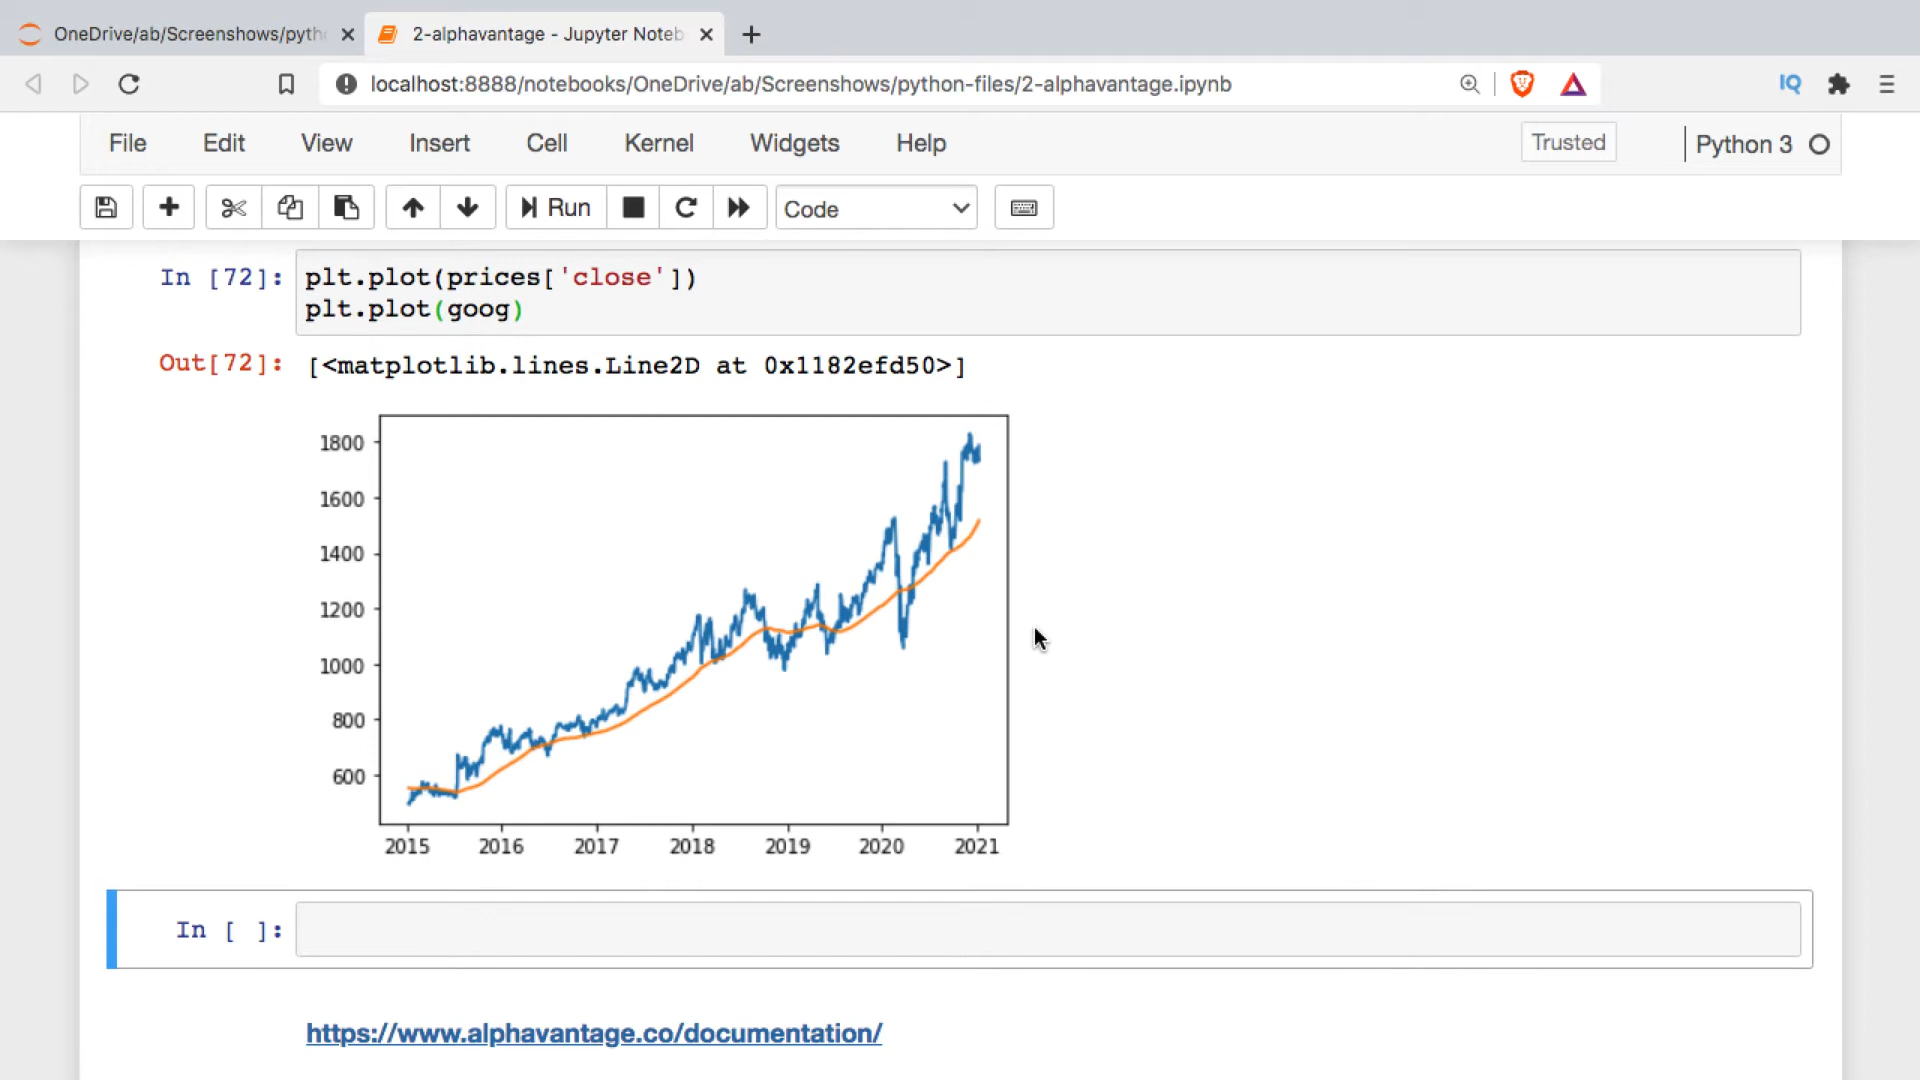 OneDrive/ab/Screenshows/pyth
2-alphavantage - Jupyter Noteb
localhost:8888/notebooks/OneDrive/ab/Screenshows/python-files/2-alphavantage.ipynb
IQ
File Edit View Insert Cell Kernel Widgets Help Trusted Python 3
Run Code
In [72]: plt.plot(prices['close'])
plt.plot(goog)
Out[72]: [<matplotlib.lines.Line2D at 0x1182efd50>]
1800
1600
1400
1200
1000
800
600
2015 2016 2017 2018 2019 2020 2021
In [ ]:
https://www.alphavantage.co/documentation/